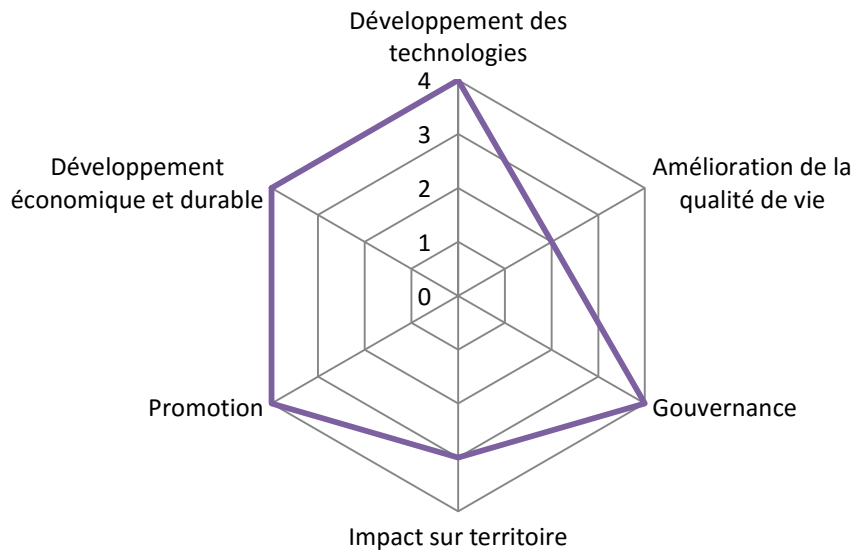 Développement des
technologies
4
3
2
1
0
Amélioration de la
qualité de vie
Gouvernance
Impact sur territoire
Promotion
Développement
économique et durable